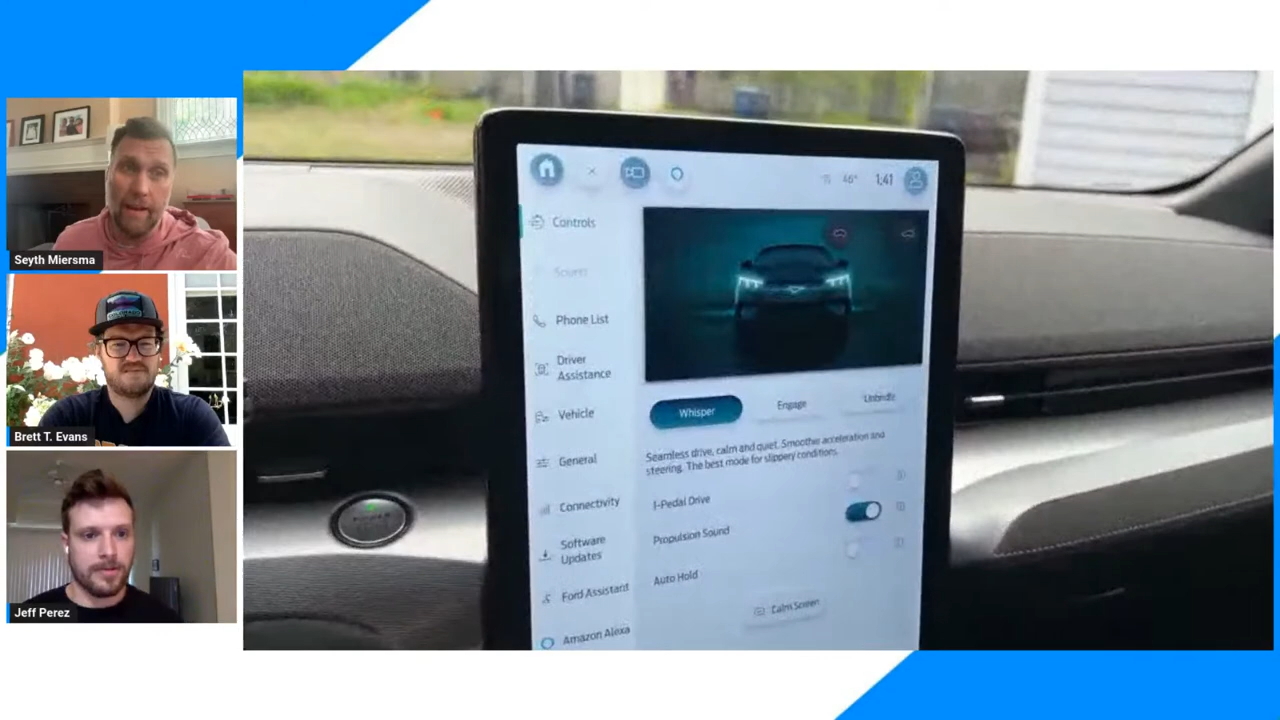 Seyth Miersma
Brett T. Evans
Jeff Perez
46°
1:41
Controls
Phone List
Driver
Assistance
Vehicle
General
Connectivity
Software
Updates
Ford Assistant
Amazon Alexa
Whisper
Engage
Unbridle
Seamless drive, calm and quiet. Smoother acceleration and
steering. The best mode for slippery conditions.
1-Pedal Drive
Propulsion Sound
Auto Hold
Calm Screen